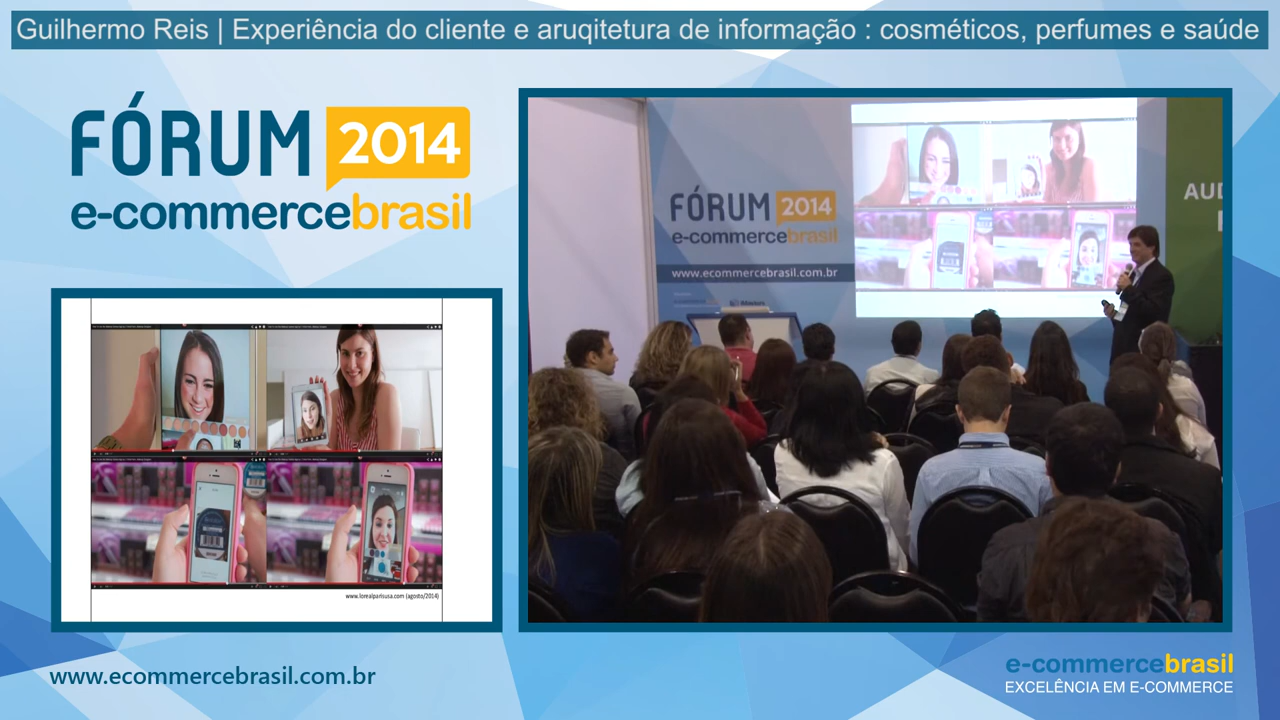 Guilhermo Reis | Experiência do cliente e aruqitetura de informação : cosméticos, perfumes e saúde
FÓRUM 2014
e-commercebrasil
FÓRUM 2014
e-commercebrasil
www.ecommercebrasil.com.br
AUD
www.lorealparisusa.com (agosto/2014)
www.ecommercebrasil.com.br
e-commercebrasil
EXCELÊNCIA EM E-COMMERCE